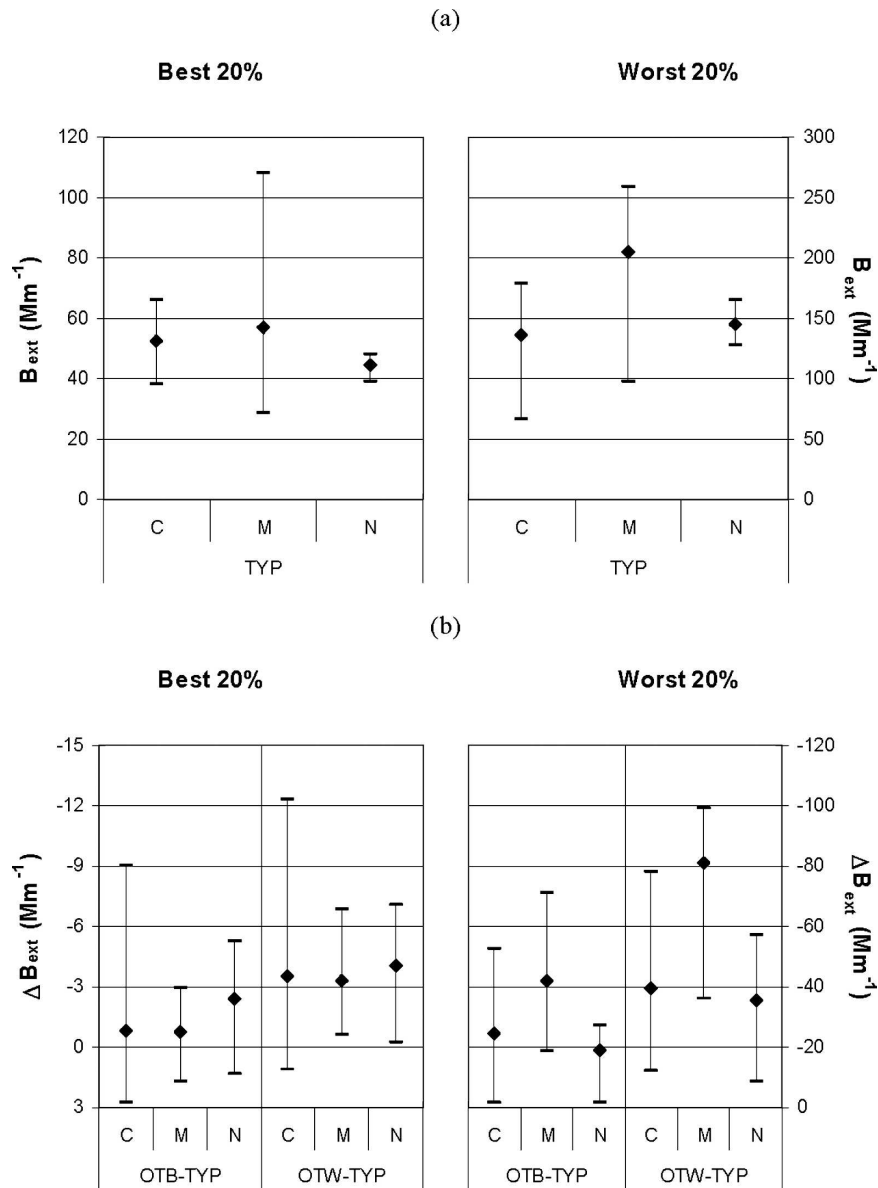 (a)
Best 20%
Worst 20%
120
100
80
60
40
20
0
B ext (Mm⁻¹)
300
250
200
150
100
50
0
B ext (Mm⁻¹)
C M N
TYP
C M N
TYP
(b)
Best 20%
Worst 20%
-15
-12
-9
-6
-3
0
3
Δ B ext (Mm⁻¹)
-120
-100
-80
-60
-40
-20
0
Δ B ext (Mm⁻¹)
C M N C M N
OTB-TYP OTW-TYP
C M N C M N
OTB-TYP OTW-TYP